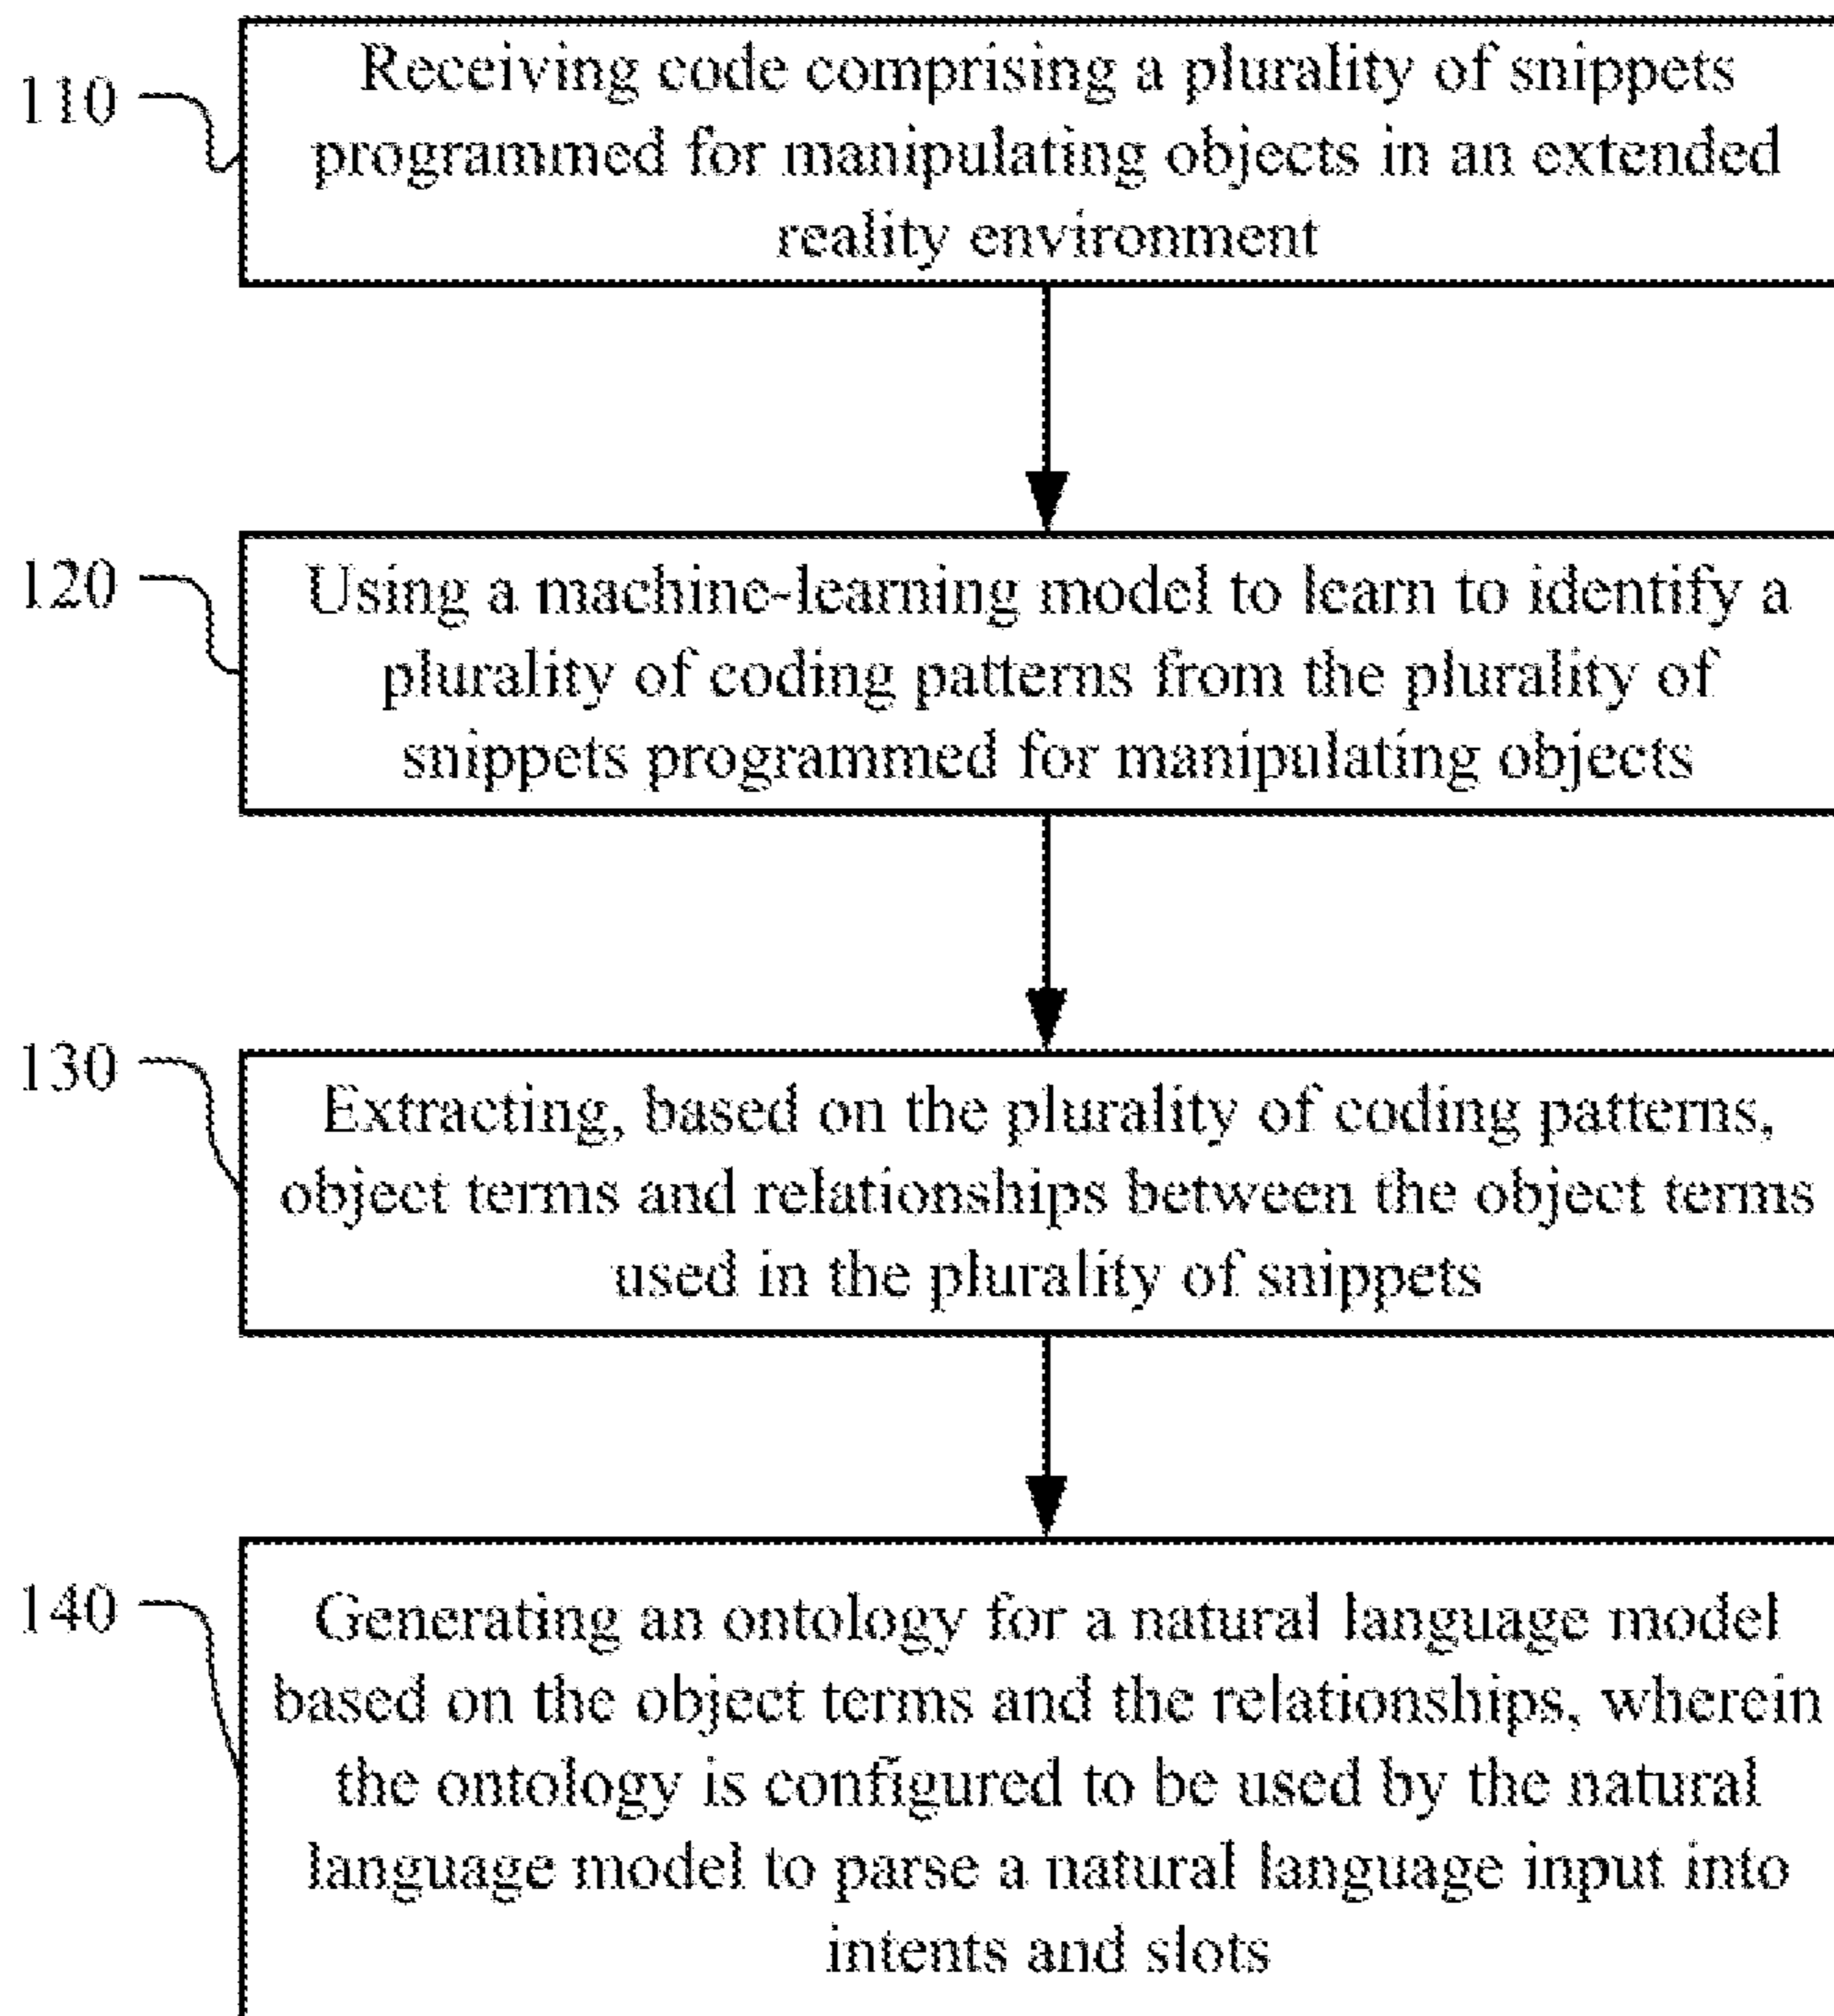 110
Receiving code comprising a plurality of snippets
programmed for manipulating objects in an extended
reality environment
120
Using a machine-learning model to learn to identify a
plurality of coding patterns from the plurality of
snippets programmed for manipulating objects
130
Extracting, based on the plurality of coding patterns,
object terms and relationships between the object terms
used in the plurality of snippets
140
Generating an ontology for a natural language model
based on the object terms and the relationships, wherein
the ontology is configured to be used by the natural
language model to parse a natural language input into
intents and slots